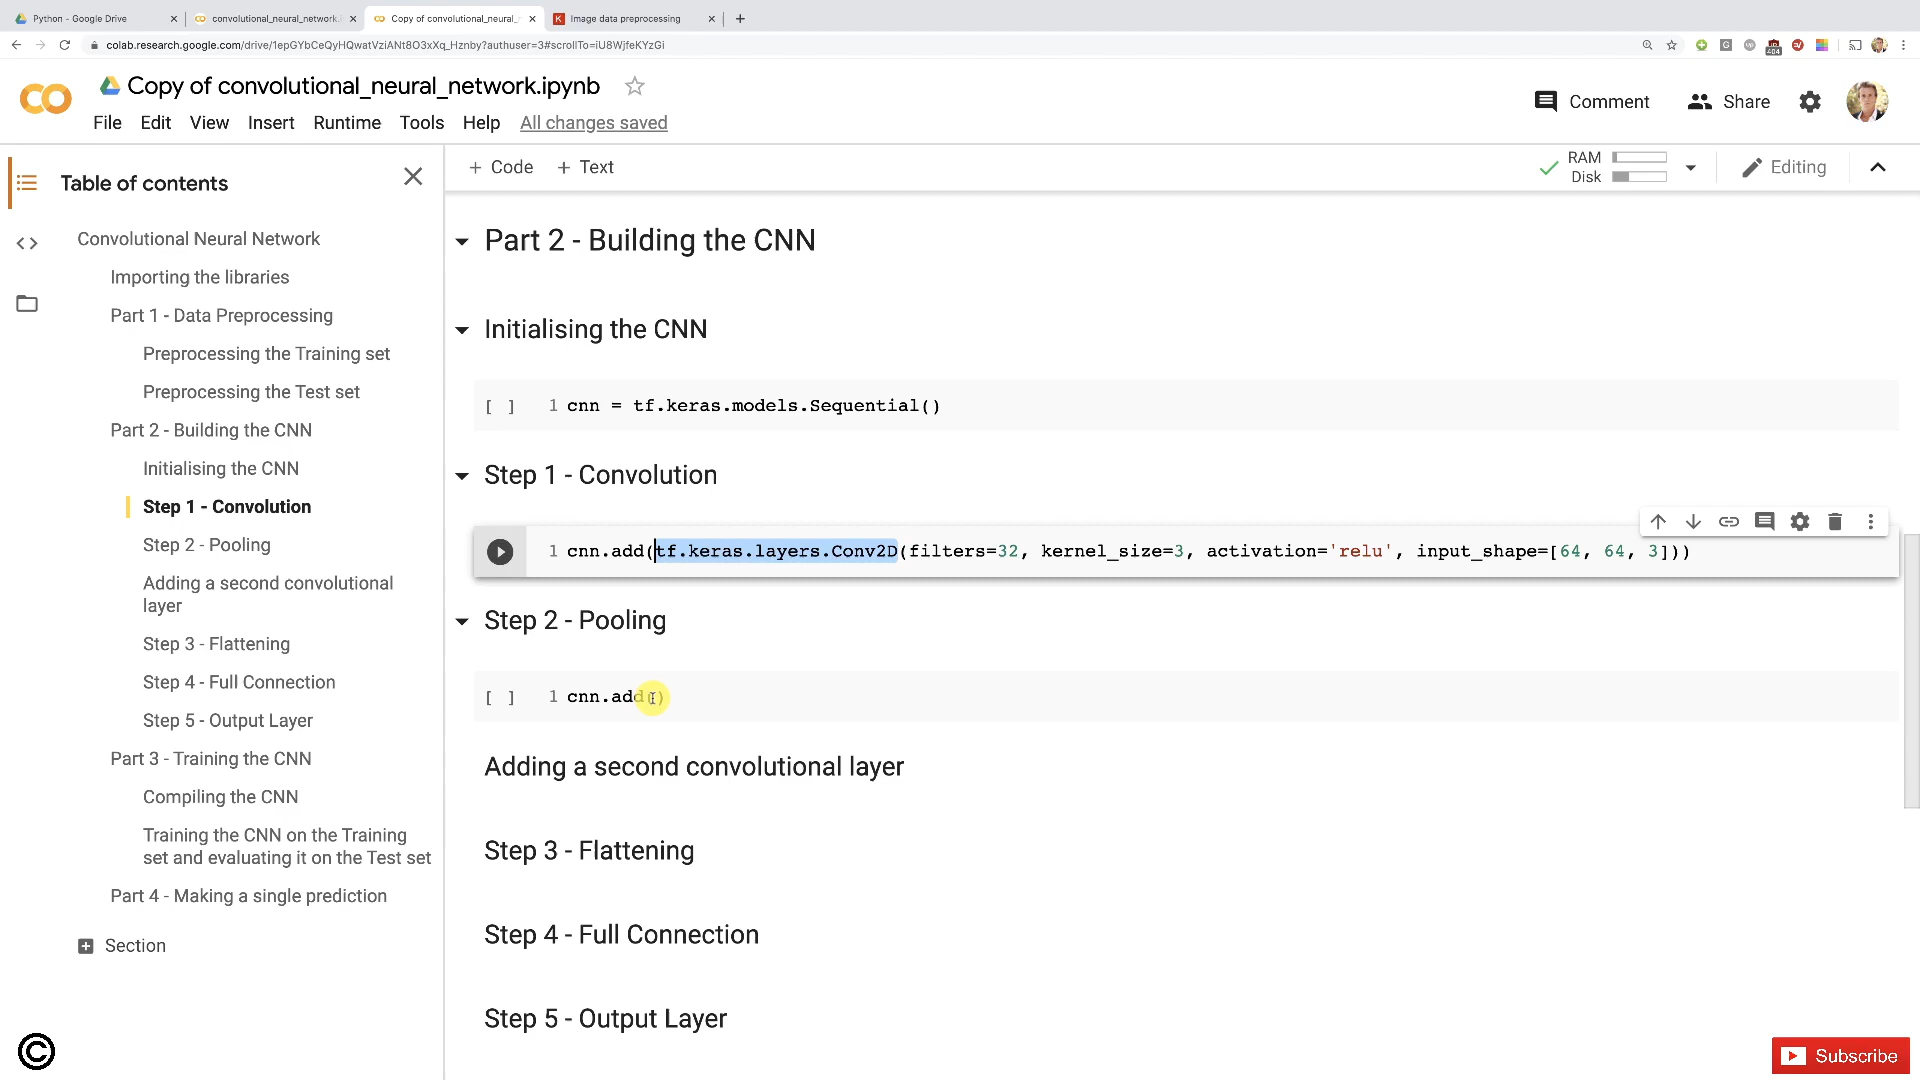 Python - Google Drive
convolutional_neural_network.i
Copy of convolutional_neural_
Image data preprocessing
colab.research.google.com/drive/1epGYbCeQyHQwatVziANt8O3xXq_Hznby?authuser=3#scrollTo=iU8WjfeKYzGi
Copy of convolutional_neural_network.ipynb
Comment
Share
File Edit View Insert Runtime Tools Help All changes saved
Table of contents
+ Code + Text
RAM
Disk
Editing
Convolutional Neural Network
Importing the libraries
Part 1 - Data Preprocessing
Preprocessing the Training set
Preprocessing the Test set
Part 2 - Building the CNN
Initialising the CNN
Step 1 - Convolution
Step 2 - Pooling
Adding a second convolutional
layer
Step 3 - Flattening
Step 4 - Full Connection
Step 5 - Output Layer
Part 3 - Training the CNN
Compiling the CNN
Training the CNN on the Training
set and evaluating it on the Test set
Part 4 - Making a single prediction
Section
Part 2 - Building the CNN
Initialising the CNN
[ ] 1 cnn = tf.keras.models.Sequential()
Step 1 - Convolution
1 cnn.add(tf.keras.layers.Conv2D(filters=32, kernel_size=3, activation='relu', input_shape=[64, 64, 3]))
Step 2 - Pooling
[ ] 1 cnn.add()
Adding a second convolutional layer
Step 3 - Flattening
Step 4 - Full Connection
Step 5 - Output Layer
©
Subscribe